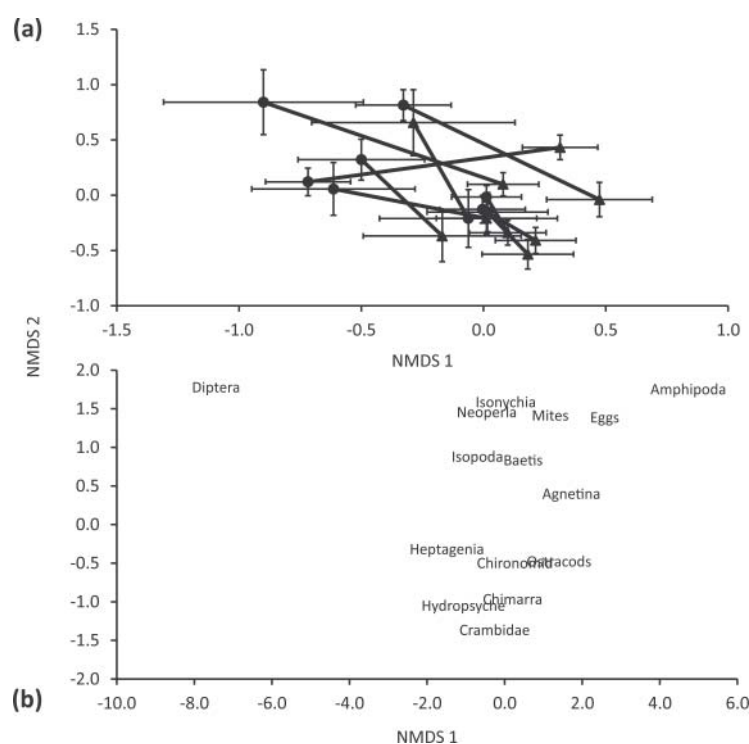 (a)
1.5
1.0
0.5
0.0
-0.5
-1.0
-1.5 -1.0 -0.5 0.0 0.5 1.0
NMDS 1
NMDS 2
2.0
1.5
1.0
0.5
0.0
-0.5
-1.0
-1.5
-2.0
Diptera
Amphipoda
Isonychia
Neoperla
Mites
Eggs
Isopoda
Baetis
Agnetina
Heptagenia
Chironomid
Ostracods
Chimarra
Hydropsyche
Crambidae
(b)
-10.0 -8.0 -6.0 -4.0 -2.0 0.0 2.0 4.0 6.0
NMDS 1